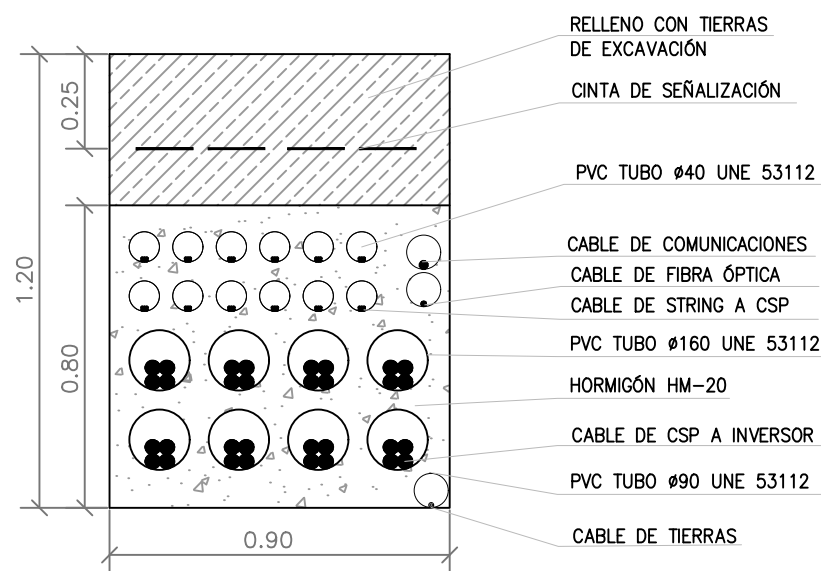 RELLENO CON TIERRAS
DE EXCAVACIÓN
CINTA DE SEÑALIZACIÓN
PVC TUBO ø40 UNE 53112
CABLE DE COMUNICACIONES
CABLE DE FIBRA ÓPTICA
CABLE DE STRING A CSP
PVC TUBO ø160 UNE 53112
HORMIGÓN HM-20
CABLE DE CSP A INVERSOR
PVC TUBO ø90 UNE 53112
CABLE DE TIERRAS
0.25
1.20
0.80
0.90